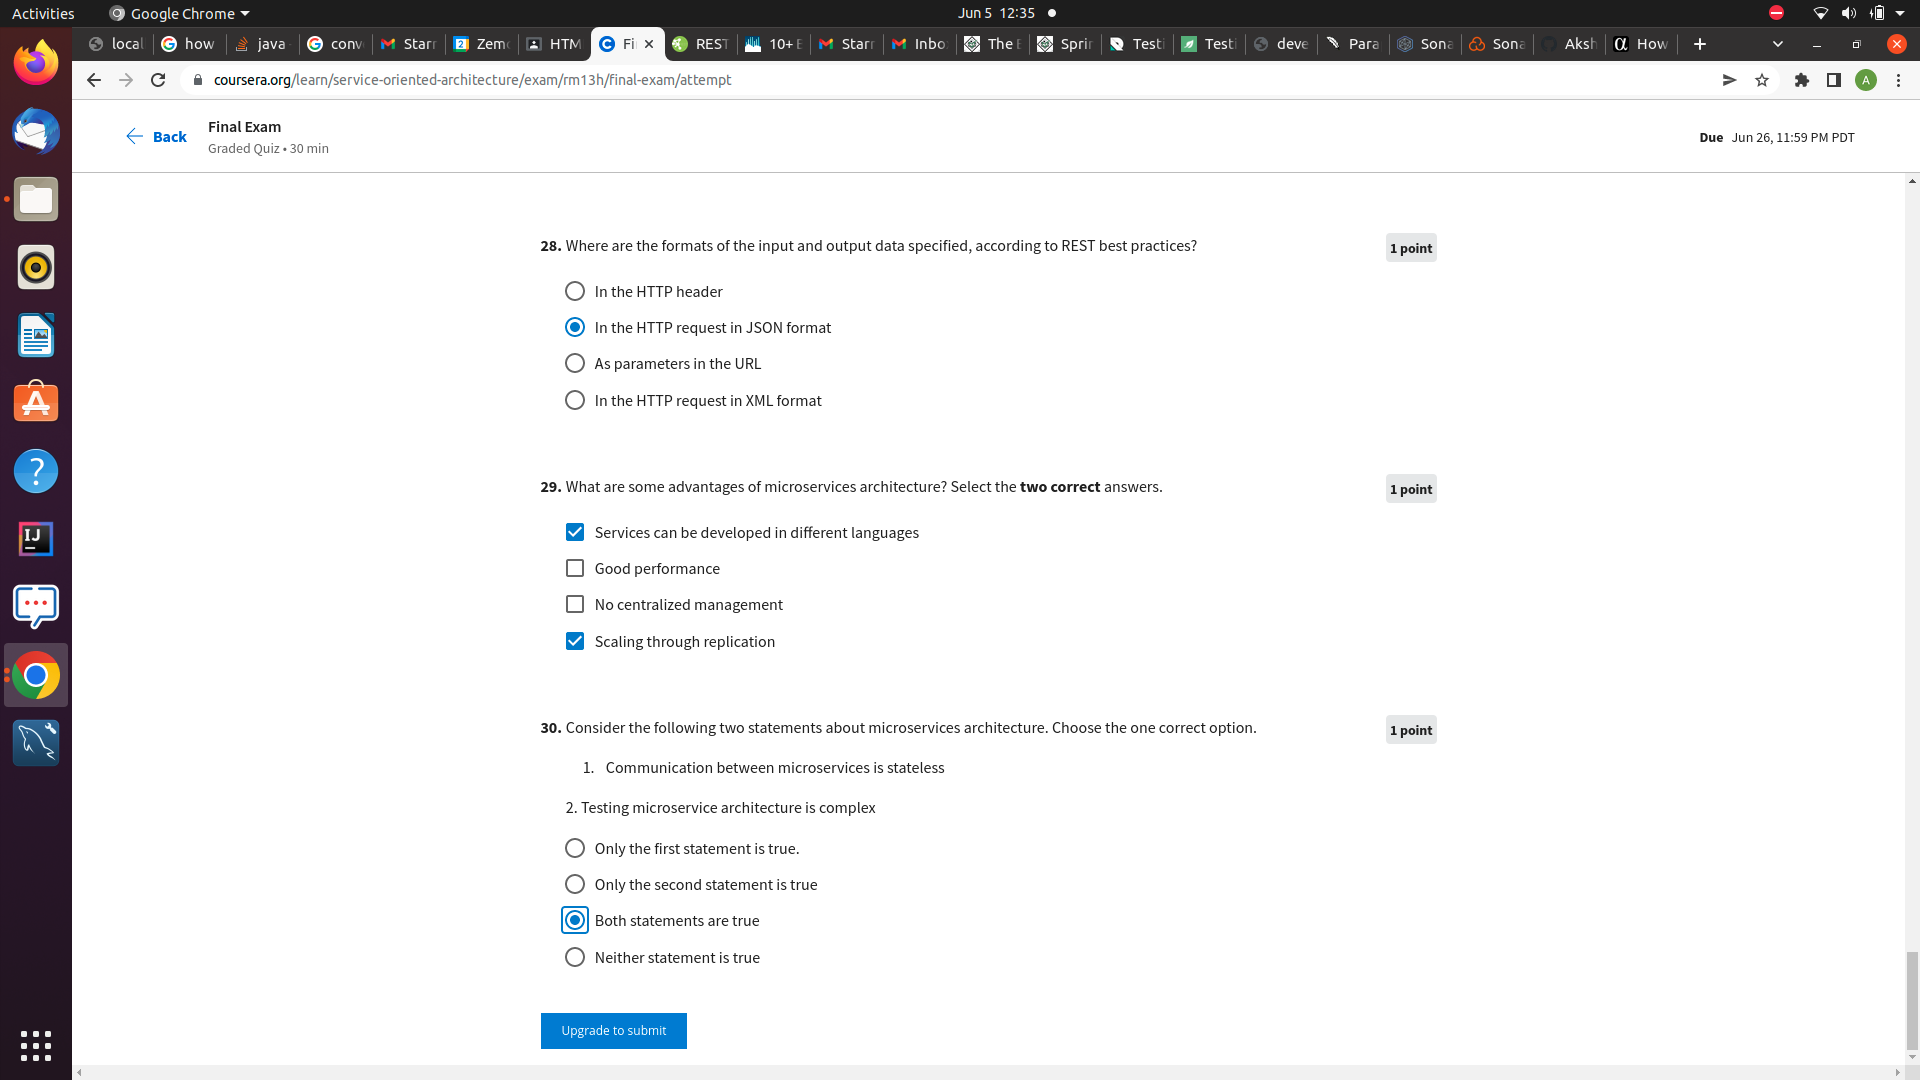 Activities
Google Chrome
Jun 5 12:35
local
how
java
conv
Starr
Zem
HTM
Fi
REST
10+ E
Starr
Inbo
The E
Sprin
Testi
Testi
deve
Para
Sona
Sona
Aksh
How
coursera.org/learn/service-oriented-architecture/exam/rm13h/final-exam/attempt
A
Back
Final Exam
Graded Quiz • 30 min
Due Jun 26, 11:59 PM PDT
28. Where are the formats of the input and output data specified, according to REST best practices?
1 point
In the HTTP header
In the HTTP request in JSON format
As parameters in the URL
In the HTTP request in XML format
29. What are some advantages of microservices architecture? Select the two correct answers.
1 point
Services can be developed in different languages
Good performance
No centralized management
Scaling through replication
30. Consider the following two statements about microservices architecture. Choose the one correct option.
1 point
1. Communication between microservices is stateless
2. Testing microservice architecture is complex
Only the first statement is true.
Only the second statement is true
Both statements are true
Neither statement is true
Upgrade to submit